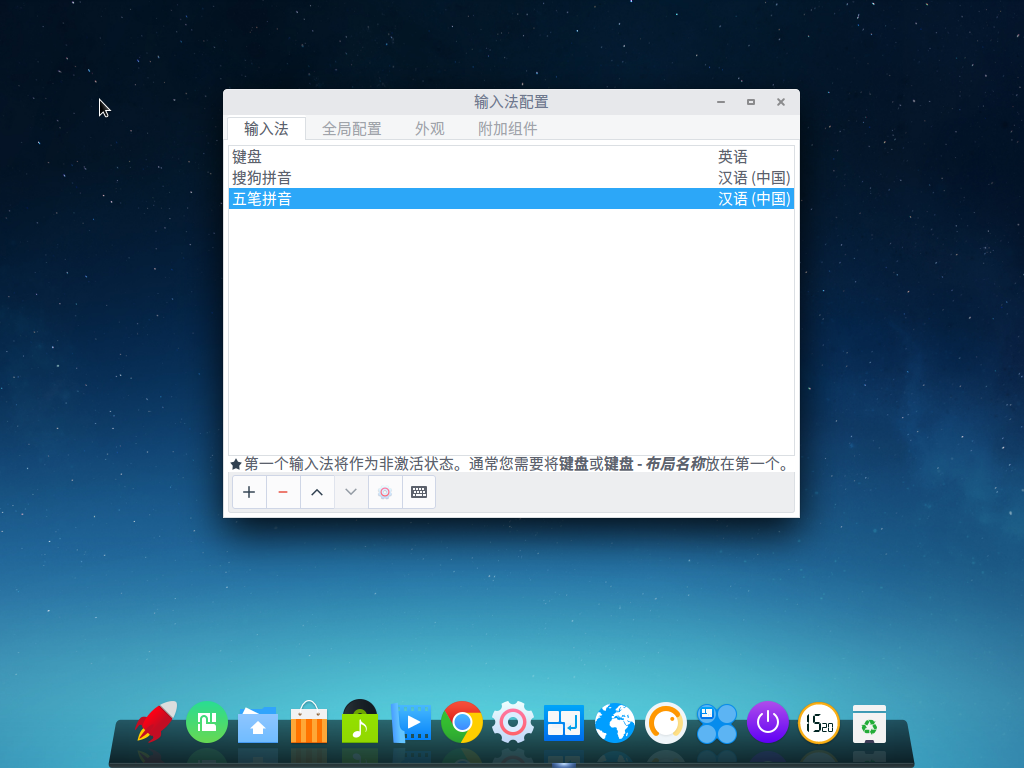 输入法配置
输入法 全局配置 外观 附加组件
键盘 英语
搜狗拼音 汉语 (中国)
五笔拼音 汉语 (中国)
★第一个输入法将作为非激活状态。通常您需要将键盘或键盘 - 布局名称放在第一个。
15 20